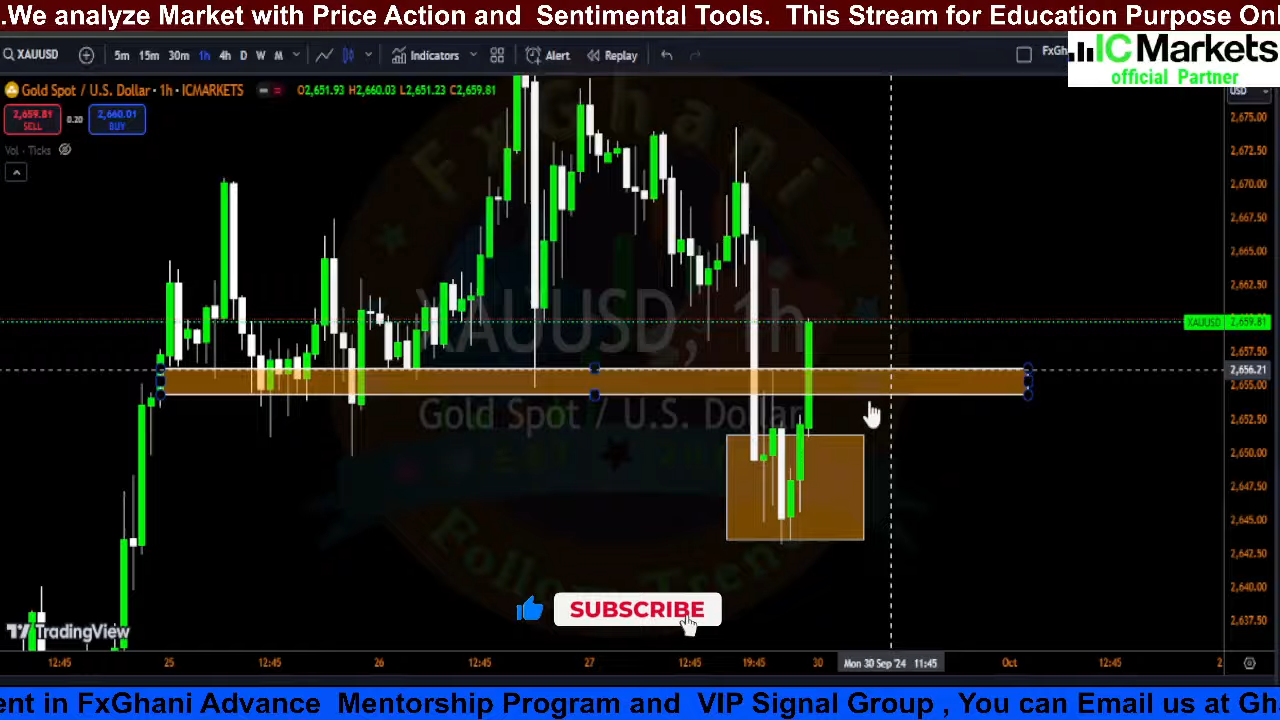 .We analyze Market with Price Action and Sentimental Tools. This Stream for Education Purpose Onl
XAUUSD 5m 15m 30m 1h 4h D W M Indicators Alert Replay FxGh
IC Markets
official Partner
Gold Spot / U.S. Dollar · 1h · ICMARKETS O2,651.93 H2,660.03 L2,651.23 C2,659.81
USD
2,659.81 0.20 2,660.01
SELL BUY
Vol · Ticks
2,675.00
2,672.50
2,670.00
2,667.50
2,665.00
2,662.50
XAUUSD 2,659.81
2,657.50
2,656.21
2,655.00
2,652.50
2,650.00
2,647.50
2,645.00
2,642.50
2,640.00
2,637.50
FxGhani
XAUUSD, 1h
Gold Spot / U.S. Dollar
SUBSCRIBE
TradingView
12:45 25 12:45 26 12:45 27 12:45 19:45 30 Mon 30 Sep '24 11:45 Oct 12:45 2
ent in FxGhani Advance Mentorship Program and VIP Signal Group , You can Email us at Gh